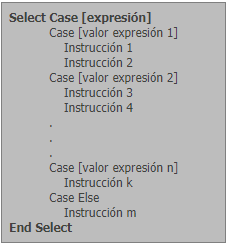 Select Case [expresión]
Case [valor expresión 1]
Instrucción 1
Instrucción 2
Case [valor expresión 2]
Instrucción 3
Instrucción 4
.
.
.
Case [valor expresión n]
Instrucción k
Case Else
Instrucción m
End Select